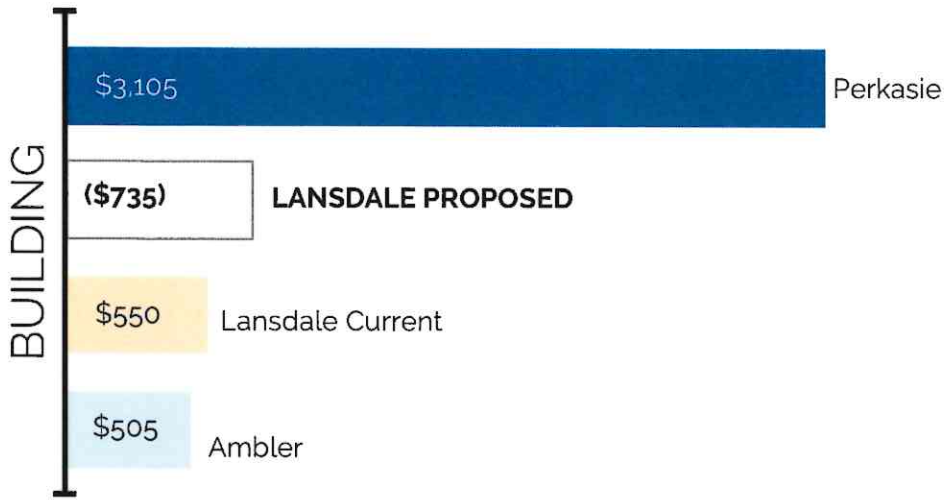 BUILDING
$3,105
Perkasie
($735)
LANSDALE PROPOSED
$550
Lansdale Current
$505
Ambler